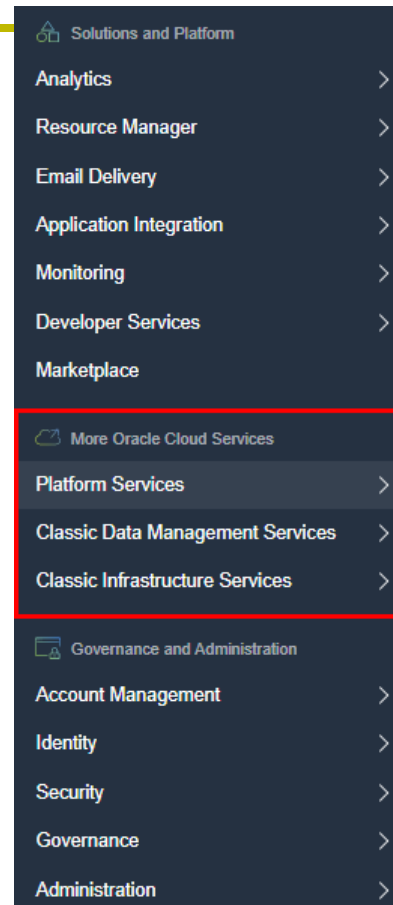 Solutions and Platform
Analytics
Resource Manager
Email Delivery
Application Integration
Monitoring
Developer Services
Marketplace
More Oracle Cloud Services
Platform Services
Classic Data Management Services
Classic Infrastructure Services
Governance and Administration
Account Management
Identity
Security
Governance
Administration